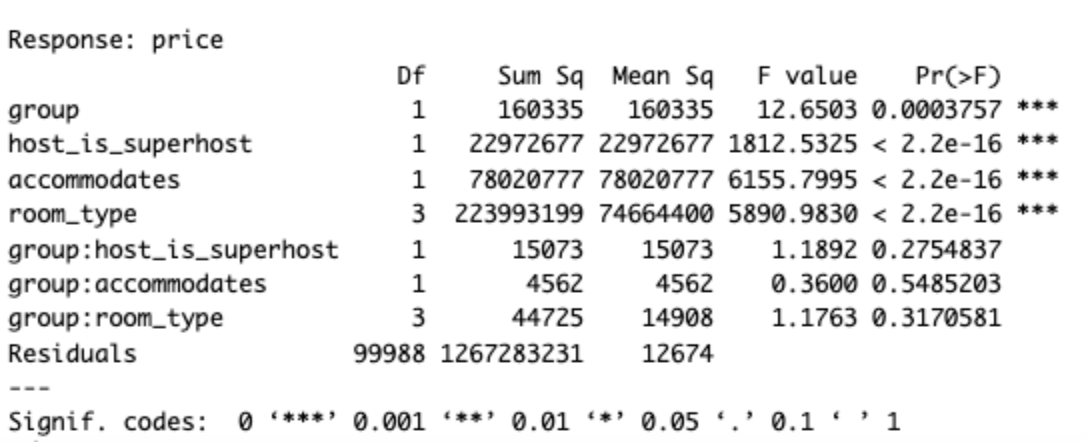 Response: price
Df Sum Sq Mean Sq F value Pr(>F)
group 1 160335 160335 12.6503 0.0003757 ***
host_is_superhost 1 22972677 22972677 1812.5325 < 2.2e-16 ***
accommodates 1 78020777 78020777 6155.7995 < 2.2e-16 ***
room_type 3 223993199 74664400 5890.9830 < 2.2e-16 ***
group:host_is_superhost 1 15073 15073 1.1892 0.2754837
group:accommodates 1 4562 4562 0.3600 0.5485203
group:room_type 3 44725 14908 1.1763 0.3170581
Residuals 99988 1267283231 12674
---
Signif. codes: 0 ‘***’ 0.001 ‘**’ 0.01 ‘*’ 0.05 ‘.’ 0.1 ‘ ’ 1